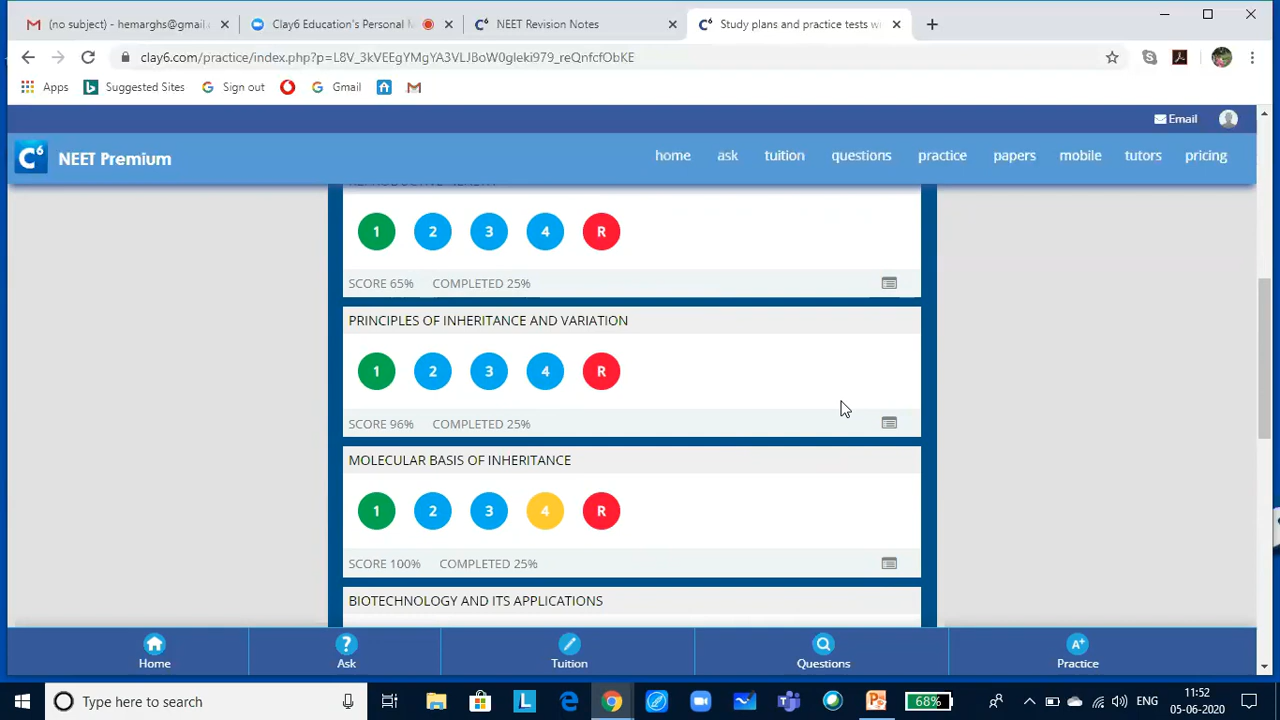 (no subject) - hemarghs@gmail
Clay6 Education's Personal M
NEET Revision Notes
Study plans and practice tests w
clay6.com/practice/index.php?p=L8V_3kVEEgYMgYA3VLJBoW0gleki979_reQnfcfObKE
Apps
Suggested Sites
Sign out
Gmail
Email
C6 NEET Premium
home ask tuition questions practice papers mobile tutors pricing
1 2 3 4 R
SCORE 65% COMPLETED 25%
PRINCIPLES OF INHERITANCE AND VARIATION
1 2 3 4 R
SCORE 96% COMPLETED 25%
MOLECULAR BASIS OF INHERITANCE
1 2 3 4 R
SCORE 100% COMPLETED 25%
BIOTECHNOLOGY AND ITS APPLICATIONS
Home Ask Tuition Questions Practice
Type here to search
68%
ENG
11:52
05-06-2020